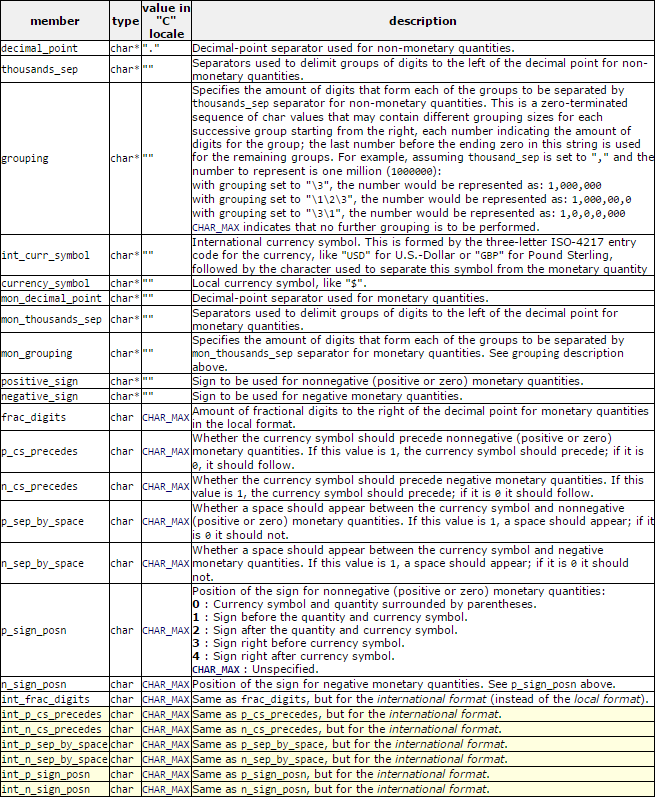 member type value in "C" locale description
decimal_point char* "." Decimal-point separator used for non-monetary quantities.
thousands_sep char* "" Separators used to delimit groups of digits to the left of the decimal point for non-
monetary quantities.
grouping char* "" Specifies the amount of digits that form each of the groups to be separated by
thousands_sep separator for non-monetary quantities. This is a zero-terminated
sequence of char values that may contain different grouping sizes for each
successive group starting from the right, each number indicating the amount of
digits for the group; the last number before the ending zero in this string is used
for the remaining groups. For example, assuming thousand_sep is set to "," and the
number to represent is one million (1000000):
with grouping set to "\3", the number would be represented as: 1,000,000
with grouping set to "\1\2\3", the number would be represented as: 1,000,00,0
with grouping set to "\3\1", the number would be represented as: 1,0,0,0,000
CHAR_MAX indicates that no further grouping is to be performed.
int_curr_symbol char* "" International currency symbol. This is formed by the three-letter ISO-4217 entry
code for the currency, like "USD" for U.S.-Dollar or "GBP" for Pound Sterling,
followed by the character used to separate this symbol from the monetary quantity
currency_symbol char* "" Local currency symbol, like "$".
mon_decimal_point char* "" Decimal-point separator used for monetary quantities.
mon_thousands_sep char* "" Separators used to delimit groups of digits to the left of the decimal point for
monetary quantities.
mon_grouping char* "" Specifies the amount of digits that form each of the groups to be separated by
mon_thousands_sep separator for monetary quantities. See grouping description
above.
positive_sign char* "" Sign to be used for nonnegative (positive or zero) monetary quantities.
negative_sign char* "" Sign to be used for negative monetary quantities.
frac_digits char CHAR_MAX Amount of fractional digits to the right of the decimal point for monetary quantities
in the local format.
p_cs_precedes char CHAR_MAX Whether the currency symbol should precede nonnegative (positive or zero)
monetary quantities. If this value is 1, the currency symbol should precede; if it is
0, it should follow.
n_cs_precedes char CHAR_MAX Whether the currency symbol should precede negative monetary quantities. If this
value is 1, the currency symbol should precede; if it is 0 it should follow.
p_sep_by_space char CHAR_MAX Whether a space should appear between the currency symbol and nonnegative
(positive or zero) monetary quantities. If this value is 1, a space should appear; if it
is 0 it should not.
n_sep_by_space char CHAR_MAX Whether a space should appear between the currency symbol and negative
monetary quantities. If this value is 1, a space should appear; if it is 0 it should
not.
p_sign_posn char CHAR_MAX Position of the sign for nonnegative (positive or zero) monetary quantities:
0 : Currency symbol and quantity surrounded by parentheses.
1 : Sign before the quantity and currency symbol.
2 : Sign after the quantity and currency symbol.
3 : Sign right before currency symbol.
4 : Sign right after currency symbol.
CHAR_MAX : Unspecified.
n_sign_posn char CHAR_MAX Position of the sign for negative monetary quantities. See p_sign_posn above.
int_frac_digits char CHAR_MAX Same as frac_digits, but for the international format (instead of the local format).
int_p_cs_precedes char CHAR_MAX Same as p_cs_precedes, but for the international format.
int_n_cs_precedes char CHAR_MAX Same as n_cs_precedes, but for the international format.
int_p_sep_by_space char CHAR_MAX Same as p_sep_by_space, but for the international format.
int_n_sep_by_space char CHAR_MAX Same as n_sep_by_space, but for the international format.
int_p_sign_posn char CHAR_MAX Same as p_sign_posn, but for the international format.
int_n_sign_posn char CHAR_MAX Same as n_sign_posn, but for the international format.